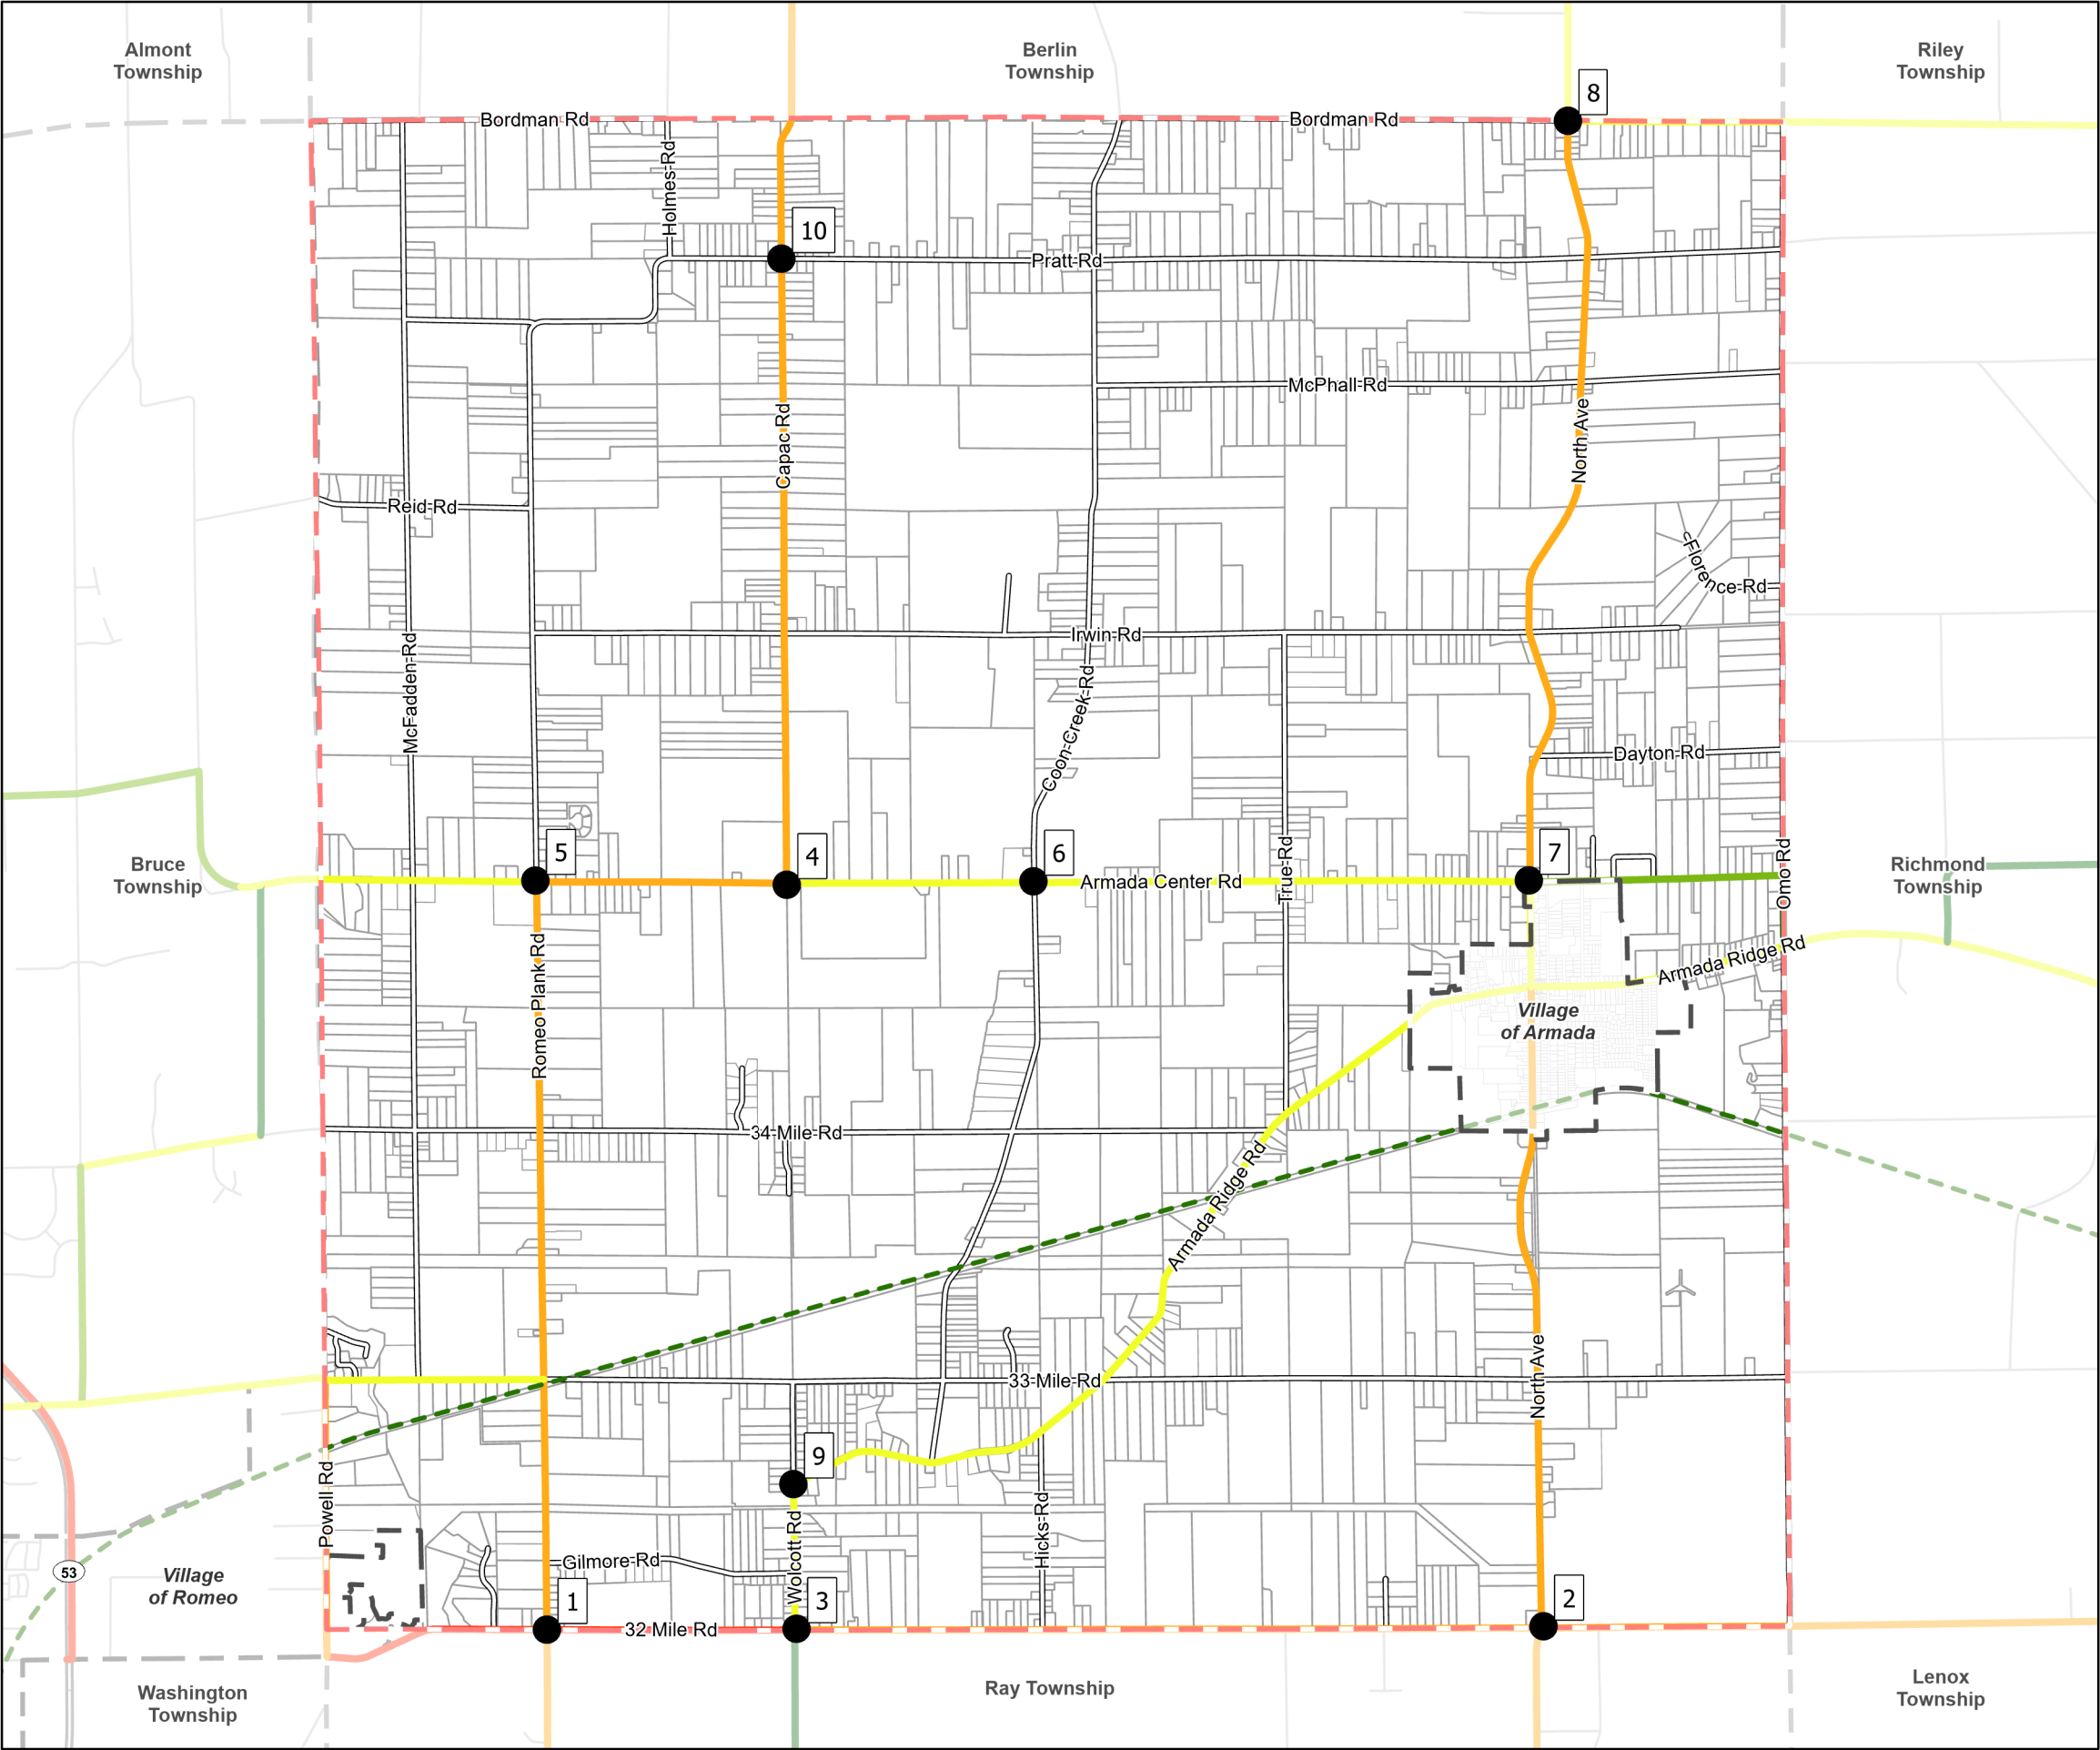 Almont
Township
Berlin
Township
Riley
Township
8
Bordman Rd
Bordman Rd
Holmes Rd
10
Pratt Rd
McPhall Rd
Capac Rd
North Ave
Reid Rd
Florence Rd
Irwin Rd
McFadden Rd
Coon Creek Rd
Dayton Rd
5
4
6
7
Bruce
Township
Armada Center Rd
True Rd
Omo Rd
Richmond
Township
Romeo Plank Rd
Armada Ridge Rd
Village
of Armada
34 Mile Rd
Armada Ridge Rd
33 Mile Rd
North Ave
9
Powell Rd
Wolcott Rd
Hicks Rd
Gilmore Rd
53
Village
of Romeo
1
3
2
32 Mile Rd
Washington
Township
Ray Township
Lenox
Township